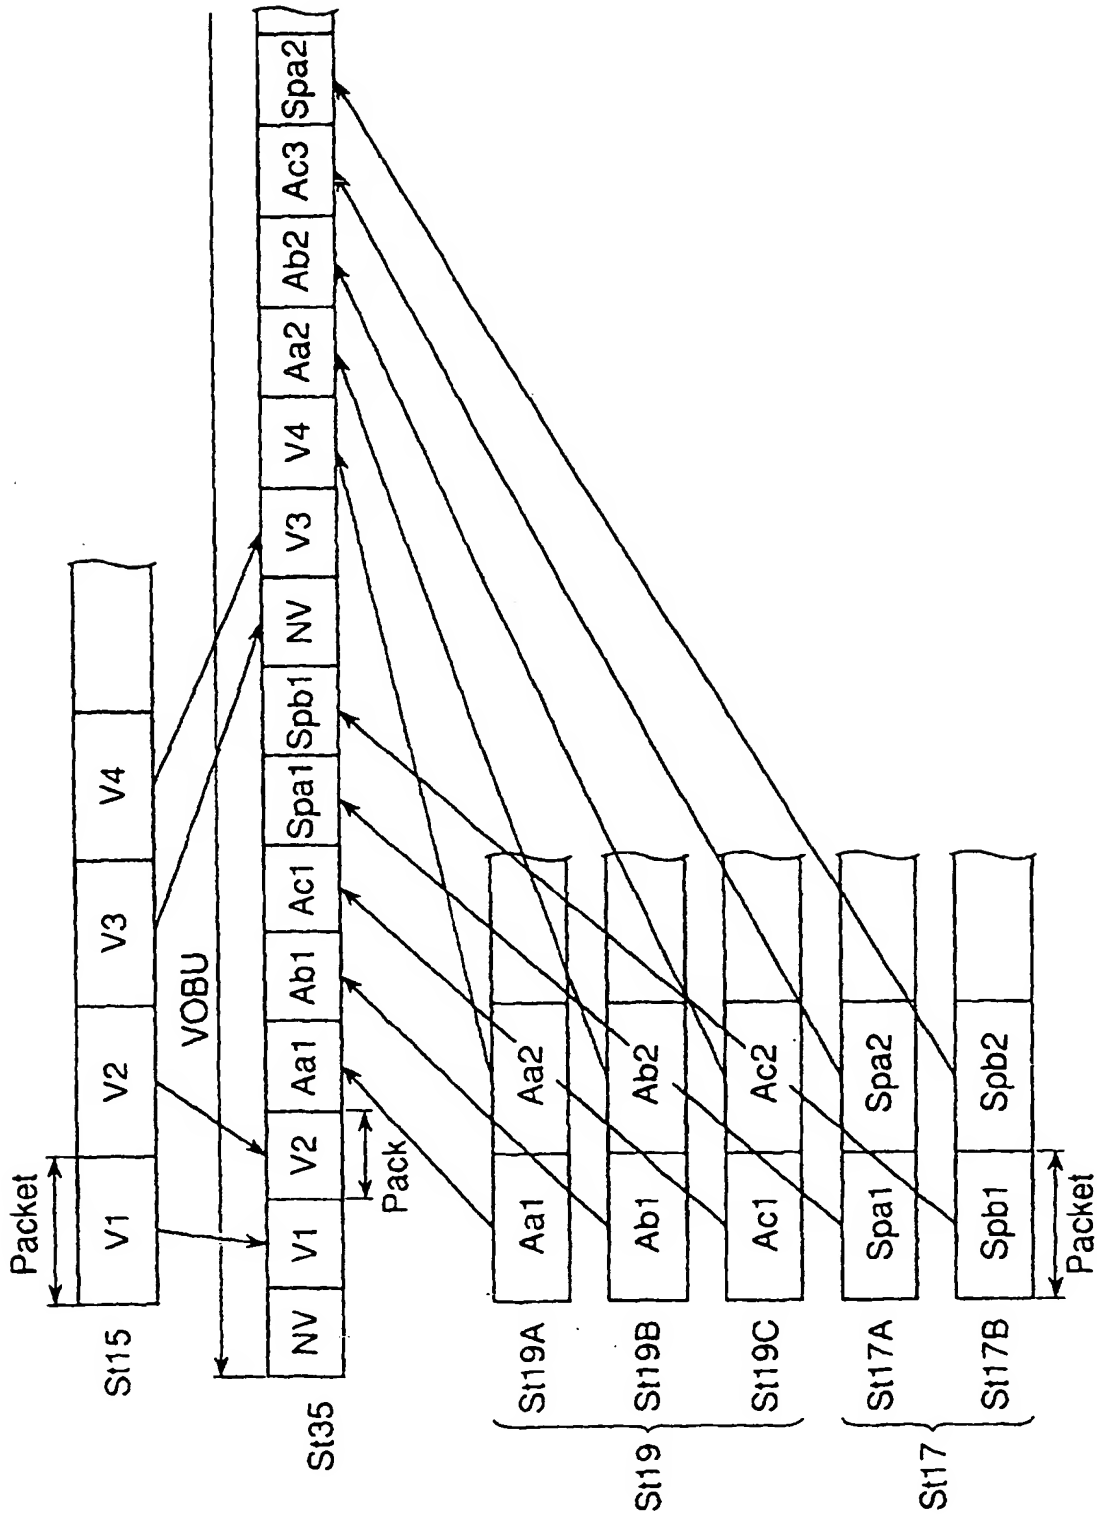 Packet
St15 V1 V2 V3 V4
VOBU
St35 NV V1 V2 Aa1 Ab1 Ac1 Spa1 Spb1 NV V3 V4 Aa2 Ab2 Ac3 Spa2
Pack
St19
St19A Aa1 Aa2
St19B Ab1 Ab2
St19C Ac1 Ac2
St17
St17A Spa1 Spa2
St17B Spb1 Spb2
Packet